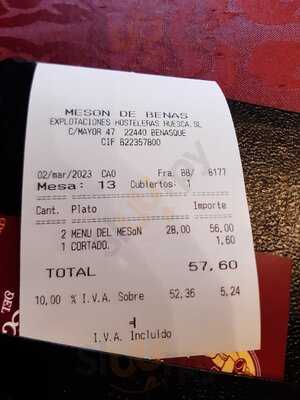 MESON DE BENAS
EXPLOTACIONES HOSTELERAS HUESCA,SL
C/MAYOR 47 22440 BENASQUE
CIF B22357800
02/mar/2023 CAO Fra. BB/ 8177
Mesa: 13 Cubiertos: 1
Cant. Plato Importe
2 MENU DEL MESoN 28,00 56,00
1 CORTADO. 1,60
TOTAL 57,60
10,00 % I.V.A. Sobre 52,36 5,24
I.V.A. Incluido